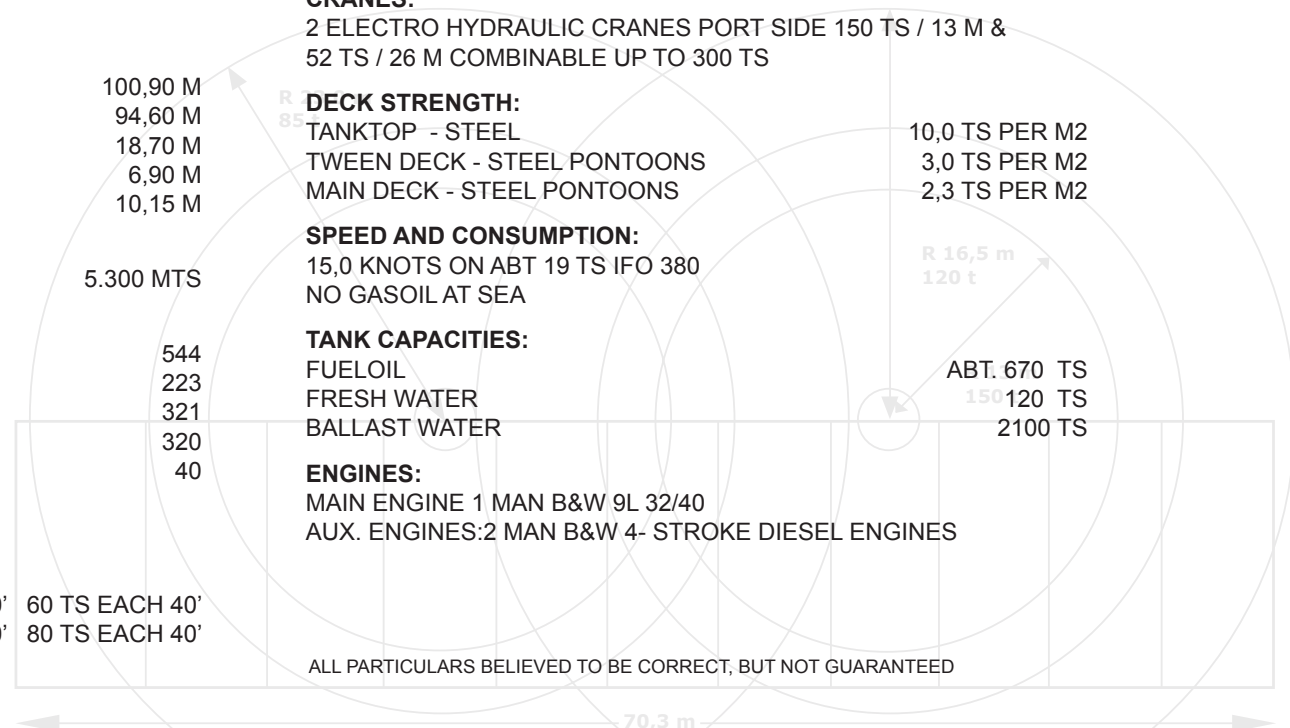 CRANES:
2 ELECTRO HYDRAULIC CRANES PORT SIDE 150 TS / 13 M &
52 TS / 26 M COMBINABLE UP TO 300 TS
100,90 M
94,60 M
18,70 M
6,90 M
10,15 M
5.300 MTS
544
223
321
320
40
60 TS EACH 40’
80 TS EACH 40’
DECK STRENGTH:
TANKTOP - STEEL 10,0 TS PER M2
TWEEN DECK - STEEL PONTOONS 3,0 TS PER M2
MAIN DECK - STEEL PONTOONS 2,3 TS PER M2
SPEED AND CONSUMPTION:
15,0 KNOTS ON ABT 19 TS IFO 380
NO GASOIL AT SEA
TANK CAPACITIES:
FUELOIL ABT. 670 TS
FRESH WATER 120 TS
BALLAST WATER 2100 TS
ENGINES:
MAIN ENGINE 1 MAN B&W 9L 32/40
AUX. ENGINES:2 MAN B&W 4- STROKE DIESEL ENGINES
ALL PARTICULARS BELIEVED TO BE CORRECT, BUT NOT GUARANTEED
85 t
R 16,5 m
120 t
150
70,3 m